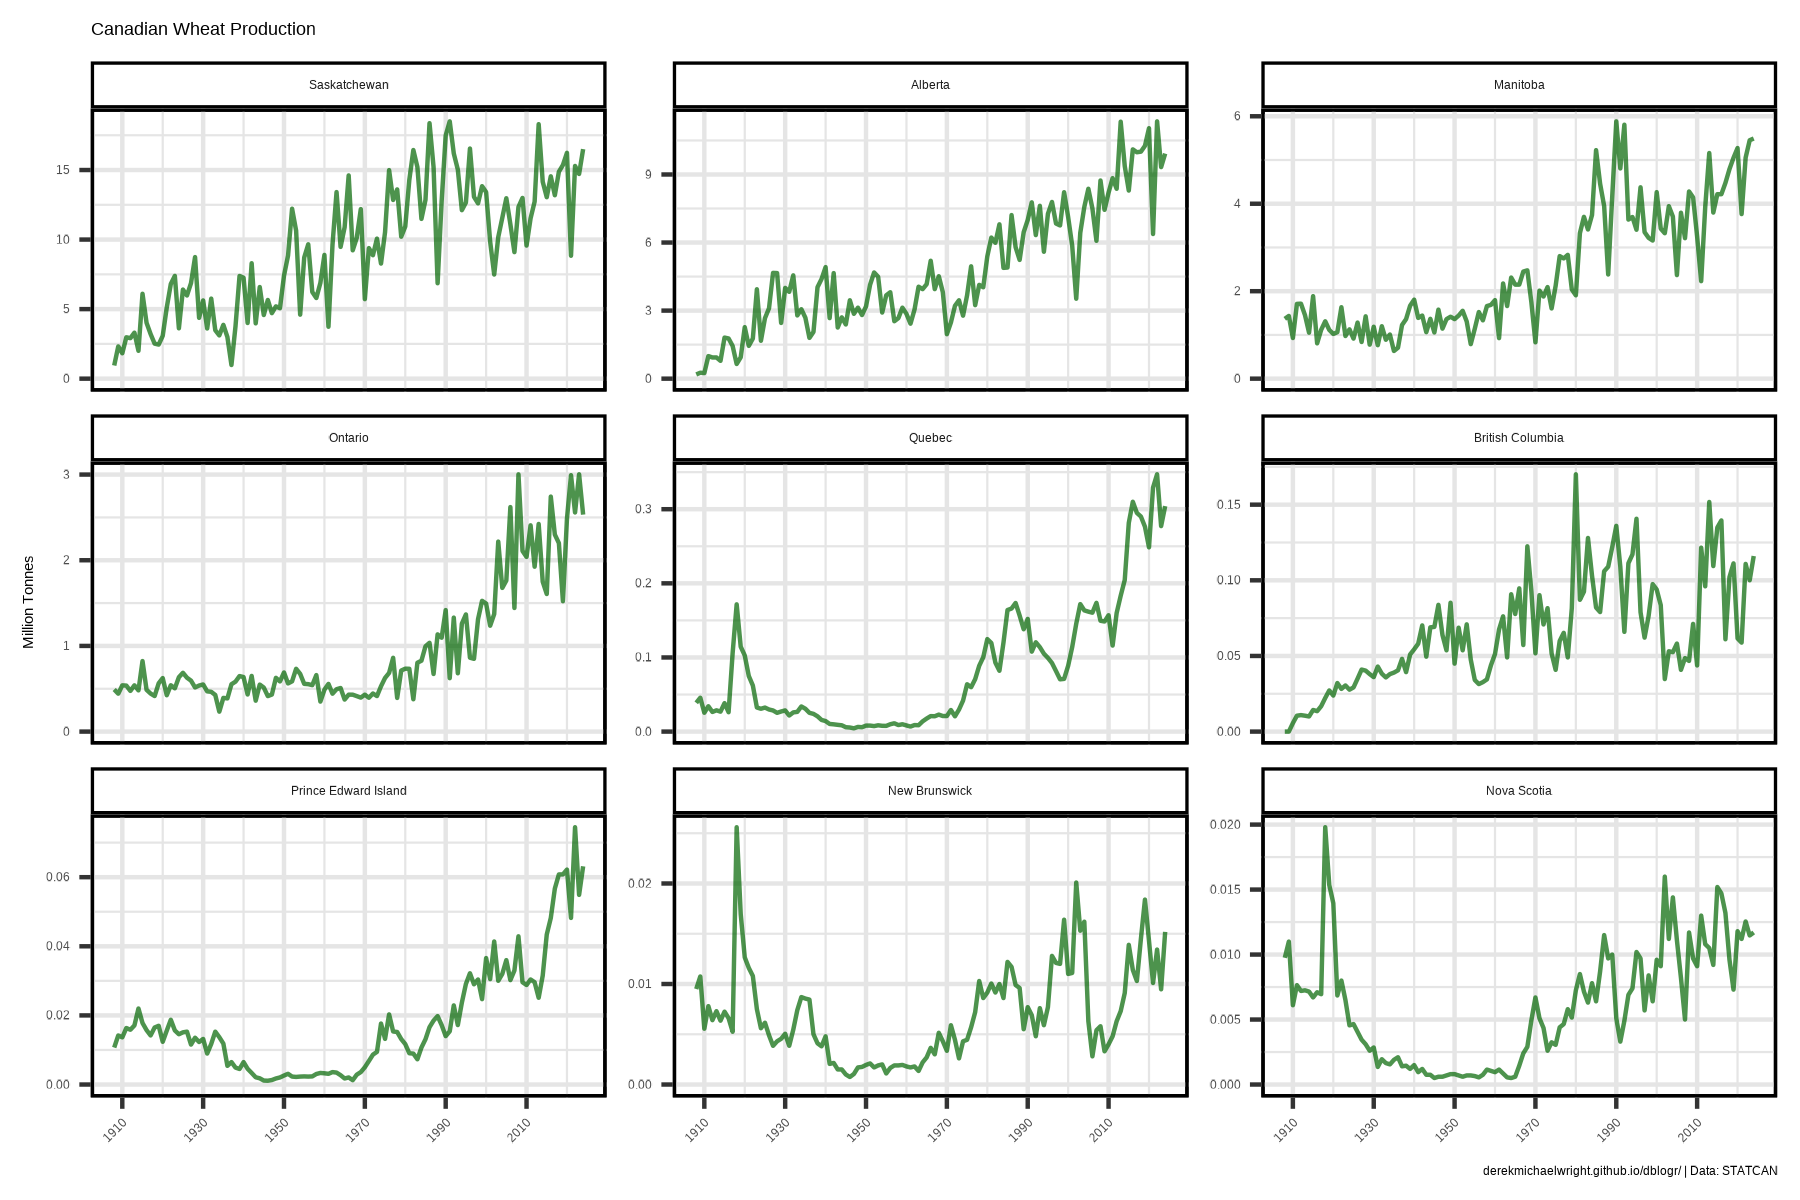 Canadian Wheat Production
Saskatchewan
Alberta
Manitoba
15
10
5
0
9
6
3
0
6
4
2
0
Ontario
Quebec
British Columbia
Million Tonnes
3
2
1
0
0.3
0.2
0.1
0.0
0.15
0.10
0.05
0.00
Prince Edward Island
New Brunswick
Nova Scotia
0.06
0.04
0.02
0.00
0.02
0.01
0.00
0.020
0.015
0.010
0.005
0.000
1910 1930 1950 1970 1990 2010
1910 1930 1950 1970 1990 2010
1910 1930 1950 1970 1990 2010
derekmichaelwright.github.io/dblogr/ | Data: STATCAN